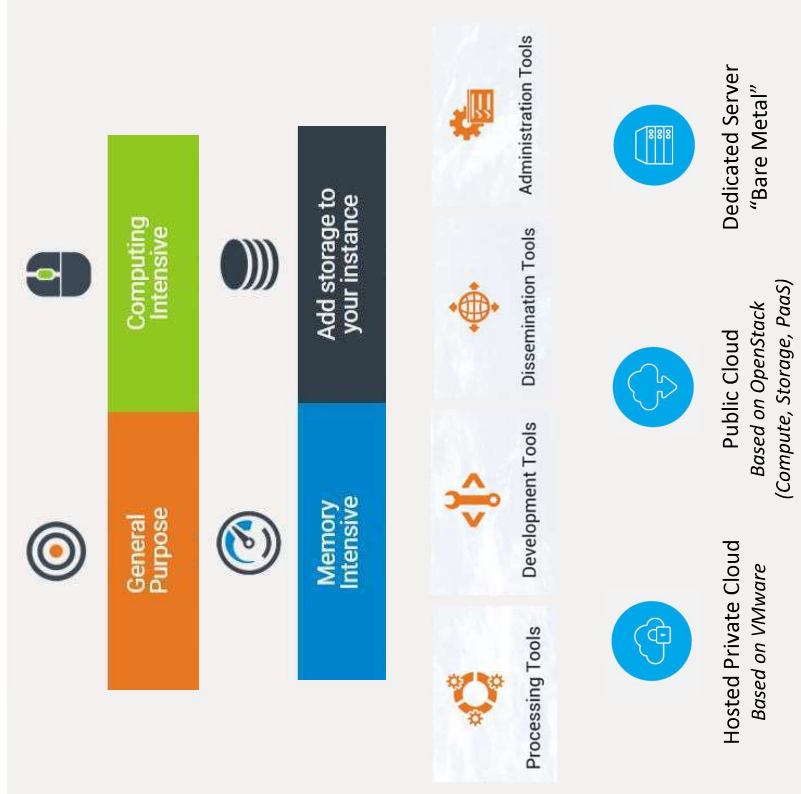 General
Purpose
Computing
Intensive
Memory
Intensive
Add storage to
your instance
Processing Tools
Development Tools
Dissemination Tools
Administration Tools
Hosted Private Cloud
Based on VMware
Public Cloud
Based on OpenStack
(Compute, Storage, PaaS)
Dedicated Server
“Bare Metal”